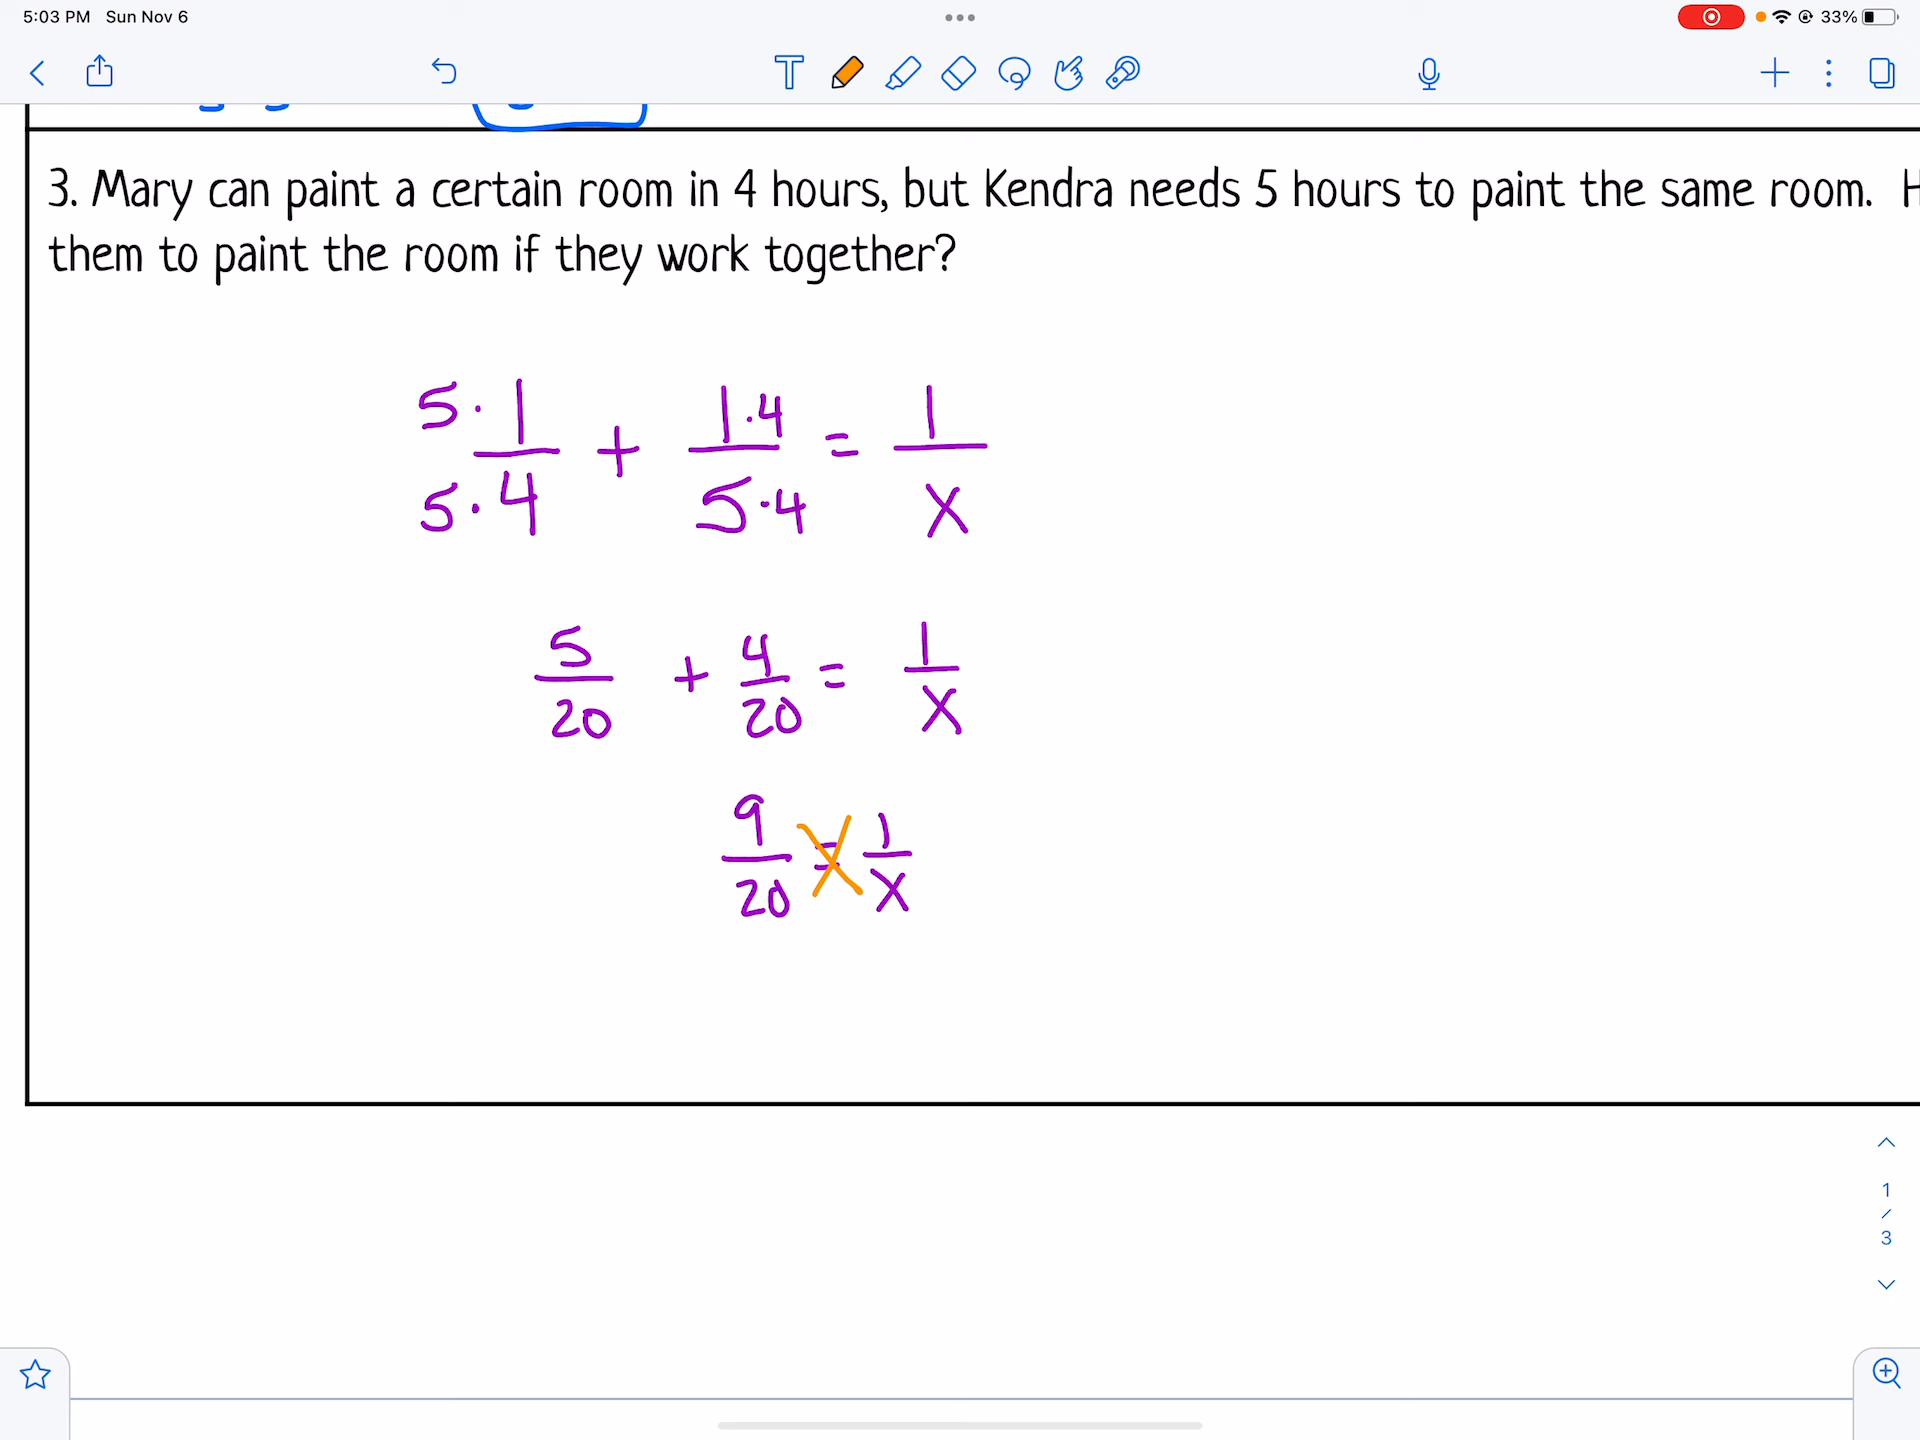 5:03 PM Sun Nov 6
33%
T
3. Mary can paint a certain room in 4 hours, but Kendra needs 5 hours to paint the same room. H
them to paint the room if they work together?
5·1/5·4 + 1·4/5·4 = 1/x
5/20 + 4/20 = 1/x
9/20 = 1/x
1
/
3